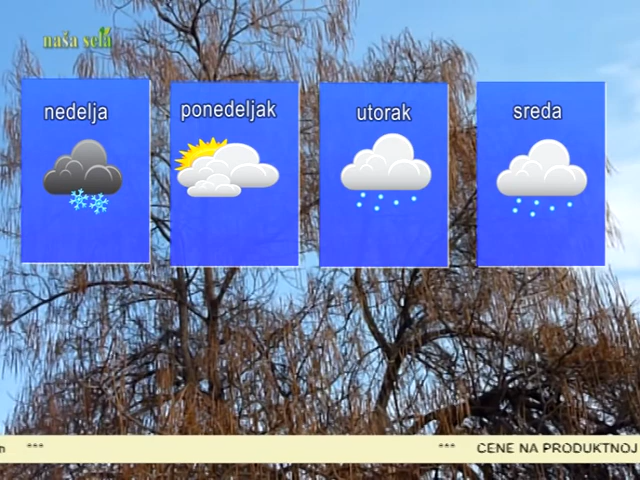 naša sela
nedelja
ponedeljak
utorak
sreda
*** *** CENE NA PRODUKTNOJ